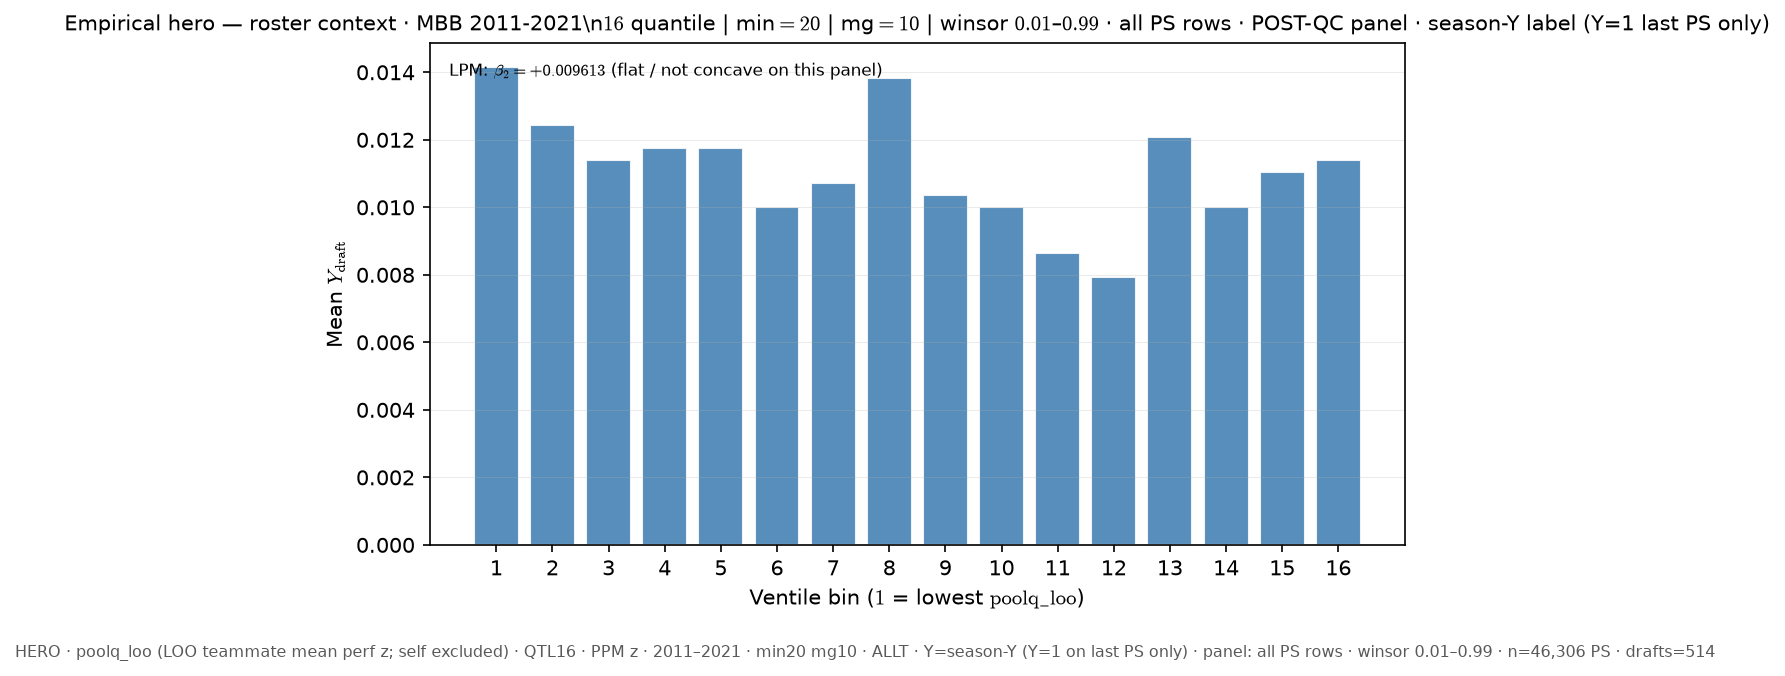 Empirical hero — roster context · MBB 2011-2021\n16 quantile | min = 20 | mg = 10 | winsor 0.01–0.99 · all PS rows · POST-QC panel · season-Y label (Y=1 last PS only)
LPM: β₂ = +0.009613 (flat / not concave on this panel)
0.014
0.012
0.010
0.008
0.006
0.004
0.002
0.000
Mean Y_draft
1 2 3 4 5 6 7 8 9 10 11 12 13 14 15 16
Ventile bin (1 = lowest poolq_loo)
HERO · poolq_loo (LOO teammate mean perf z; self excluded) · QTL16 · PPM z · 2011–2021 · min20 mg10 · ALLT · Y=season-Y (Y=1 on last PS only) · panel: all PS rows · winsor 0.01–0.99 · n=46,306 PS · drafts=514